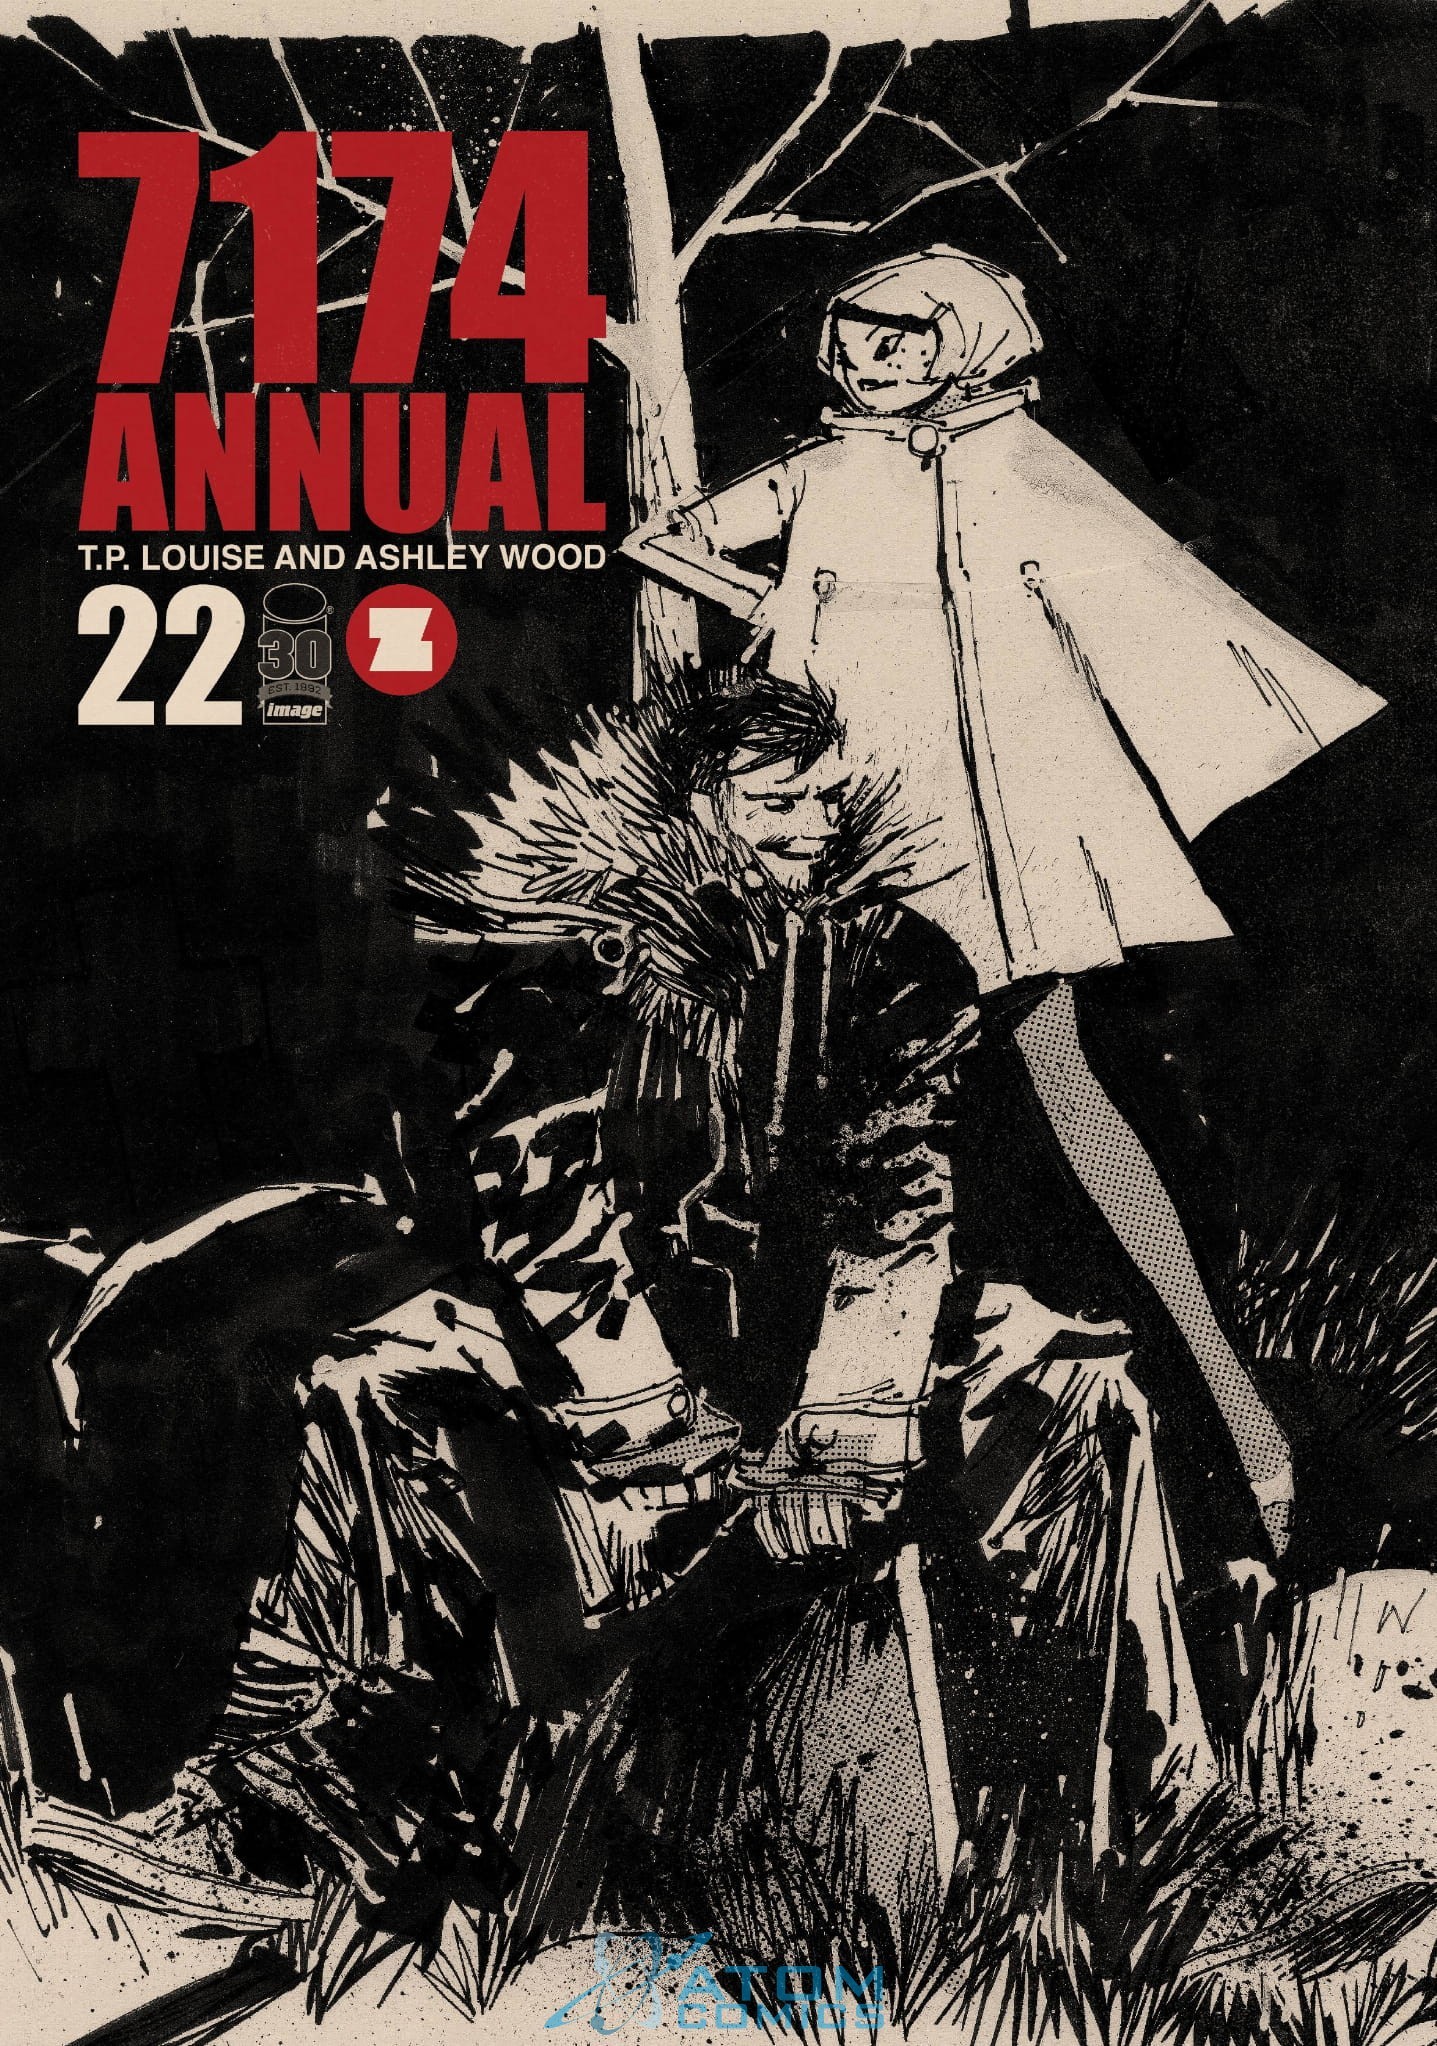 7174
ANNUAL
T.P. LOUISE AND ASHLEY WOOD
22
30
®
EST. 1992
image
Z
W
ATOM
COMICS